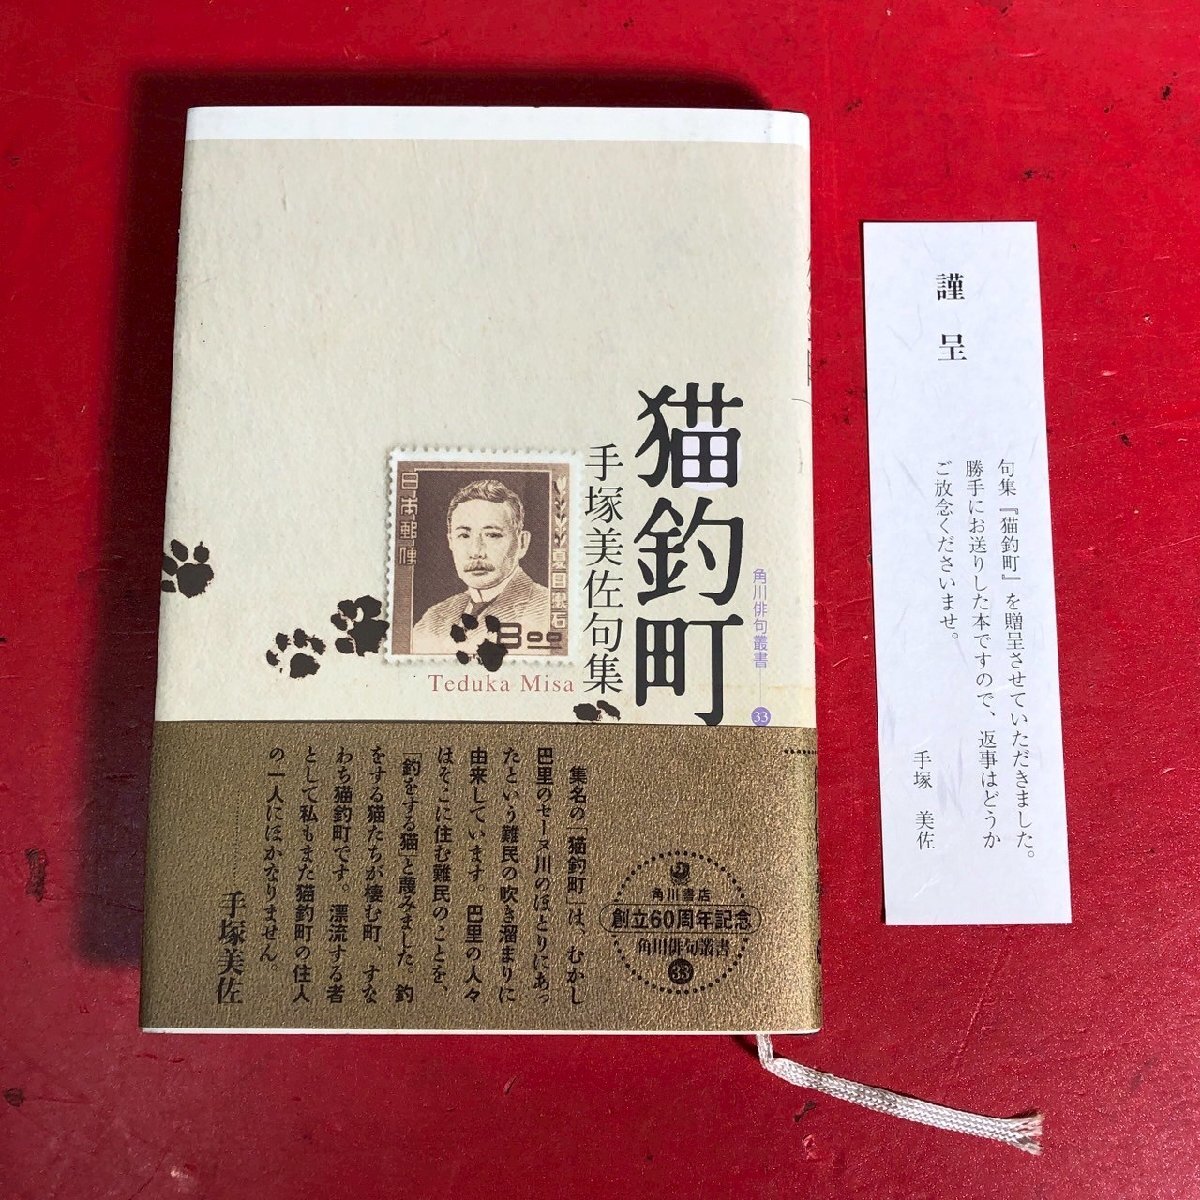 猫釣町
手塚美佐句集
Teduka Misa
角川俳句叢書
33
日本郵便
夏目漱石
8.00
集名の「猫釣町」は、むかし
巴里のセーヌ川のほとりにあっ
たという難民の吹き溜まりに
由来しています。巴里の人々
はそこに住む難民のことを、
「釣をする猫」と蔑みました。釣
をする猫たちが棲む町、すな
わち猫釣町です。漂流する者
として私もまた猫釣町の住人
の一人にほかなりません。
手塚美佐
角川書店
創立60周年記念
角川俳句叢書
33
謹呈
句集『猫釣町』を贈呈させていただきました。
勝手にお送りした本ですので、返事はどうか
ご放念くださいませ。
手塚 美佐